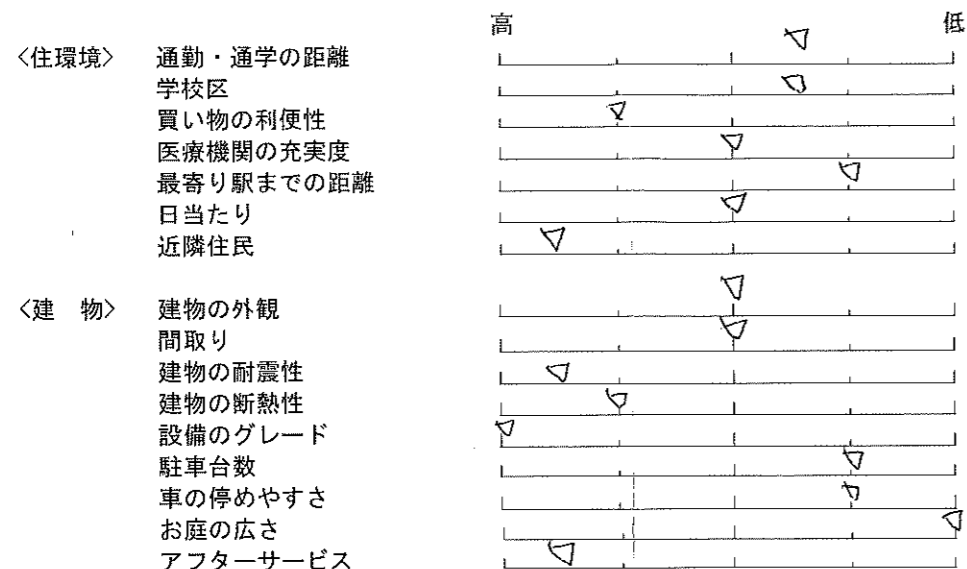 高 低
〈住環境〉 通勤・通学の距離
学校区
買い物の利便性
医療機関の充実度
最寄り駅までの距離
日当たり
近隣住民
〈建 物〉 建物の外観
間取り
建物の耐震性
建物の断熱性
設備のグレード
駐車台数
車の停めやすさ
お庭の広さ
アフターサービス